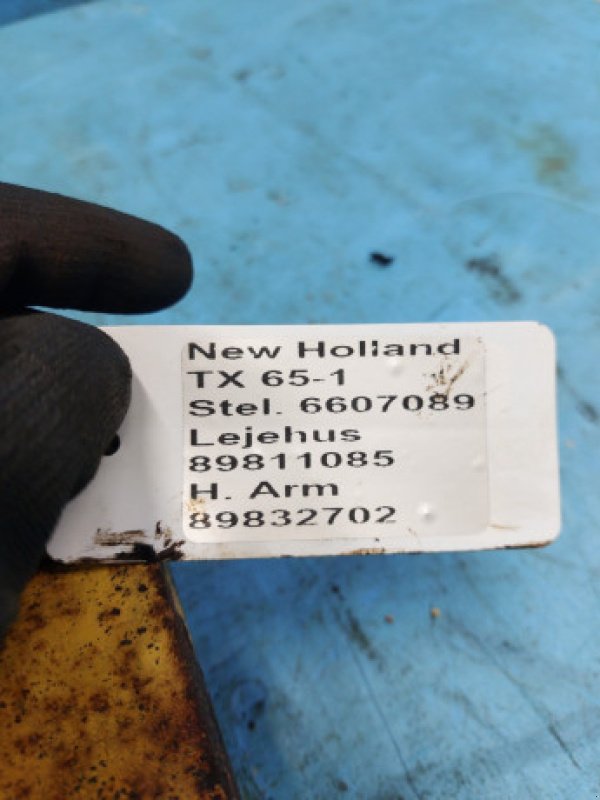 New Holland
TX 65-1
Stel. 6607089
Lejehus
89811085
H. Arm
89832702